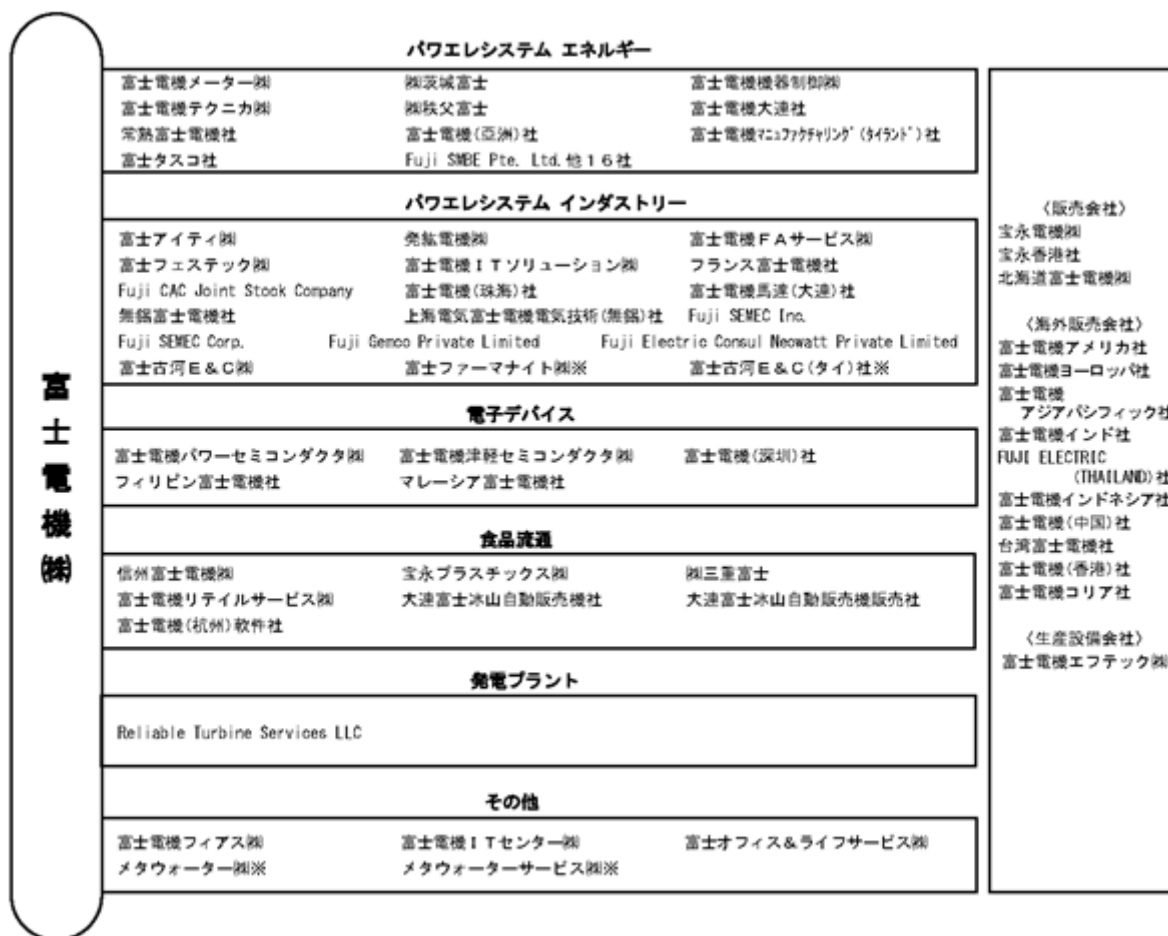 富士電機㈱
パワエレシステム エネルギー
富士電機メーター㈱ ㈱茨城富士 富士電機機器制御㈱
富士電機テクニカ㈱ ㈱秩父富士 富士電機大連社
常熟富士電機社 富士電機(亜洲)社 富士電機マニュファクチャリング(タイランド)社
富士タスコ社 Fuji SMBE Pte. Ltd.他16社
パワエレシステム インダストリー
富士アイティ㈱ 発紘電機㈱ 富士電機FAサービス㈱
富士フェステック㈱ 富士電機ITソリューション㈱ フランス富士電機社
Fuji CAC Joint Stock Company 富士電機(珠海)社 富士電機馬達(大連)社
無錫富士電機社 上海電気富士電機電気技術(無錫)社 Fuji SEMEC Inc.
Fuji SEMEC Corp. Fuji Gemco Private Limited Fuji Electric Consul Neowatt Private Limited
富士古河E&C㈱ 富士ファーマナイト㈱※ 富士古河E&C(タイ)社※
電子デバイス
富士電機パワーセミコンダクタ㈱ 富士電機津軽セミコンダクタ㈱ 富士電機(深圳)社
フィリピン富士電機社 マレーシア富士電機社
食品流通
信州富士電機㈱ 宝永プラスチックス㈱ ㈱三重富士
富士電機リテイルサービス㈱ 大連富士冰山自動販売機社 大連富士冰山自動販売機販売社
富士電機(杭州)軟件社
発電プラント
Reliable Turbine Services LLC
その他
富士電機フィアス㈱ 富士電機ITセンター㈱ 富士オフィス&ライフサービス㈱
メタウォーター㈱※ メタウォーターサービス㈱※
〈販売会社〉
宝永電機㈱
宝永香港社
北海道富士電機㈱
〈海外販売会社〉
富士電機アメリカ社
富士電機ヨーロッパ社
富士電機
アジアパシフィック社
富士電機インド社
FUJI ELECTRIC
(THAILAND)社
富士電機インドネシア社
富士電機(中国)社
台湾富士電機社
富士電機(香港)社
富士電機コリア社
〈生産設備会社〉
富士電機エフテック㈱